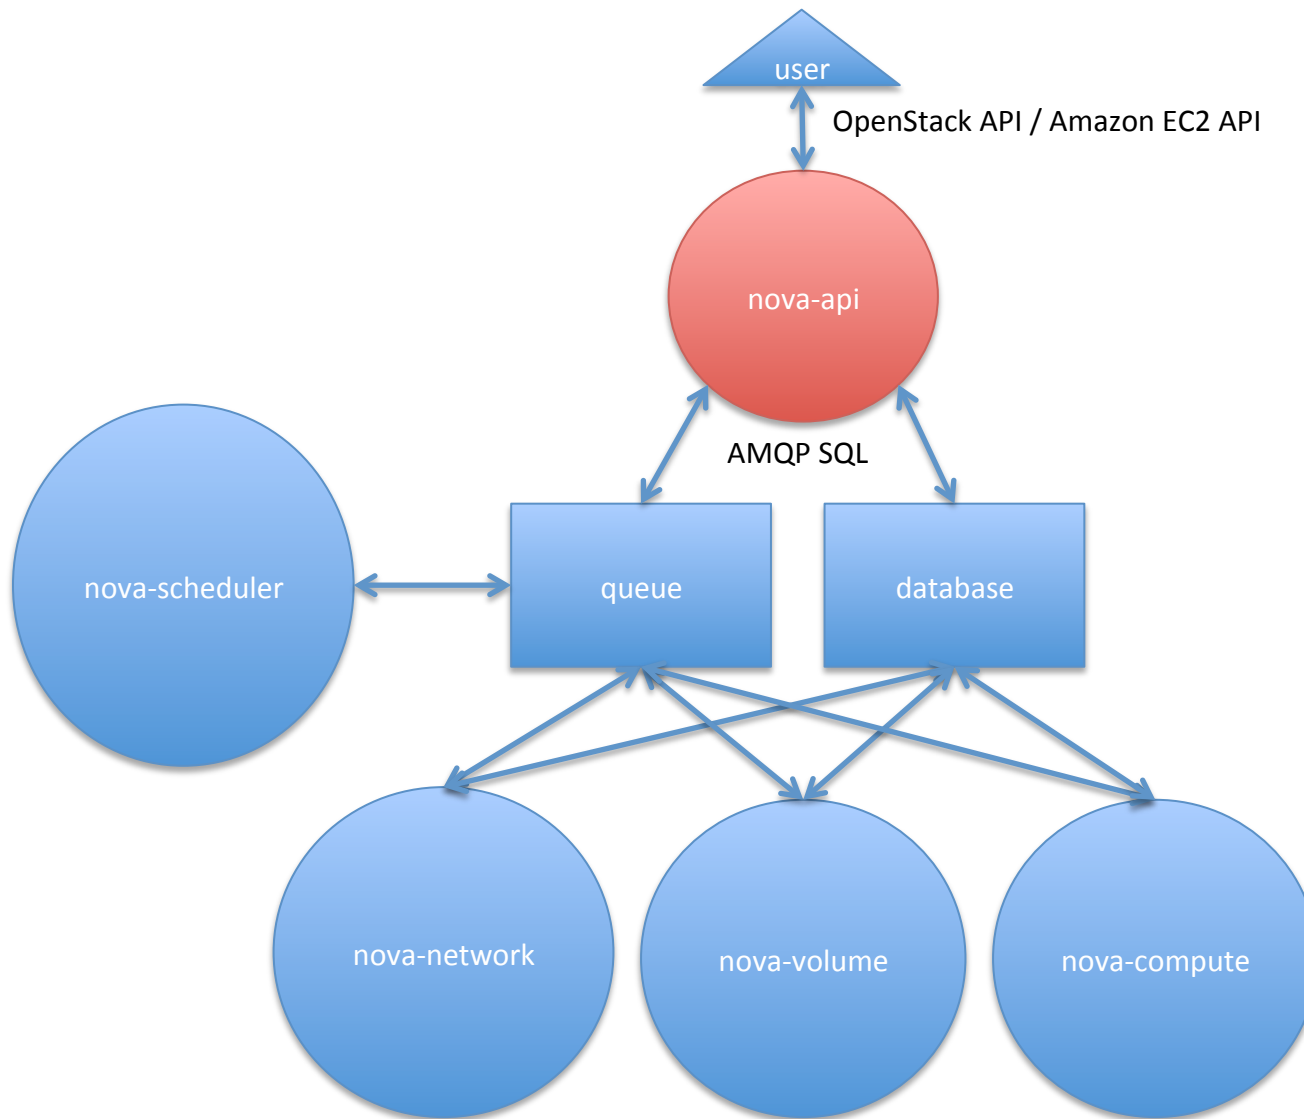 user
OpenStack API / Amazon EC2 API
nova-api
AMQP SQL
nova-scheduler
queue
database
nova-network
nova-volume
nova-compute